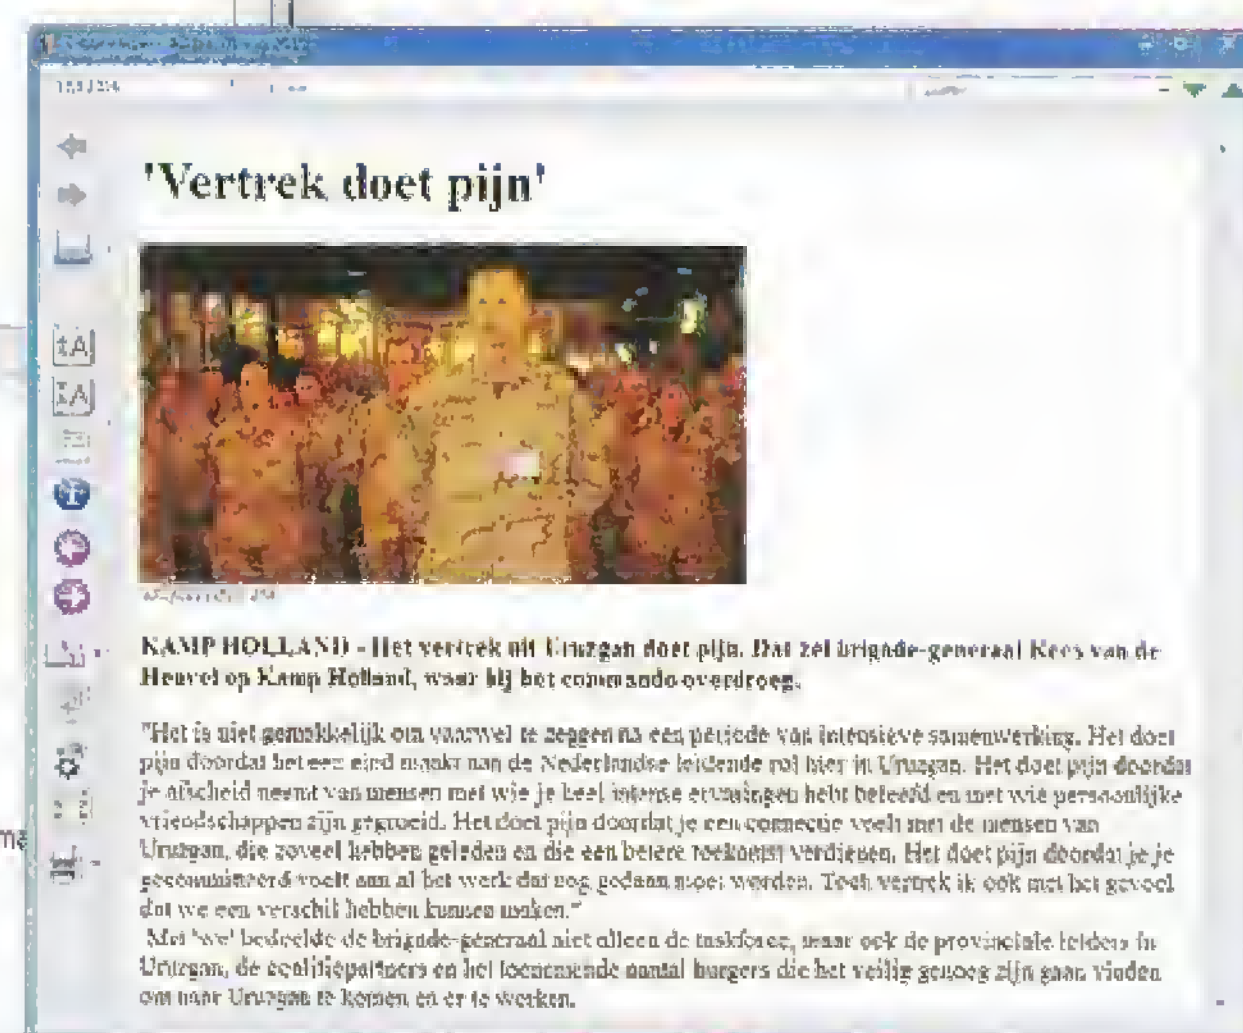 'Vertrek doet pijn'
KAMP HOLLAND - Het vertrek uit Uruzgan doet pijn. Dat zei brigade-generaal Kees van de
Heuvel op Kamp Holland, waar hij het commando overdroeg.
"Het is niet gemakkelijk om vaarwel te zeggen na een periode van intensieve samenwerking. Het doet
pijn doordat het een eind maakt aan de Nederlandse leidende rol hier in Uruzgan. Het doet pijn doordat
je afscheid neemt van mensen met wie je heel intense ervaringen hebt beleefd en met wie persoonlijke
vriendschappen zijn gegroeid. Het doet pijn doordat je een connectie voelt met de mensen van
Uruzgan, die zoveel hebben geleden en die een betere toekomst verdienen. Het doet pijn doordat je je
gecommitteerd voelt aan al het werk dat nog gedaan moet worden. Toch vertrek ik ook met het gevoel
dat we een verschil hebben kunnen maken."
Met 'we' bedoelde de brigade-generaal niet alleen de taskforce, maar ook de provinciale leiders in
Uruzgan, de coalitiepartners en het toenemende aantal burgers die het veilig genoeg zijn gaan vinden
om naar Uruzgan te komen en er te werken.